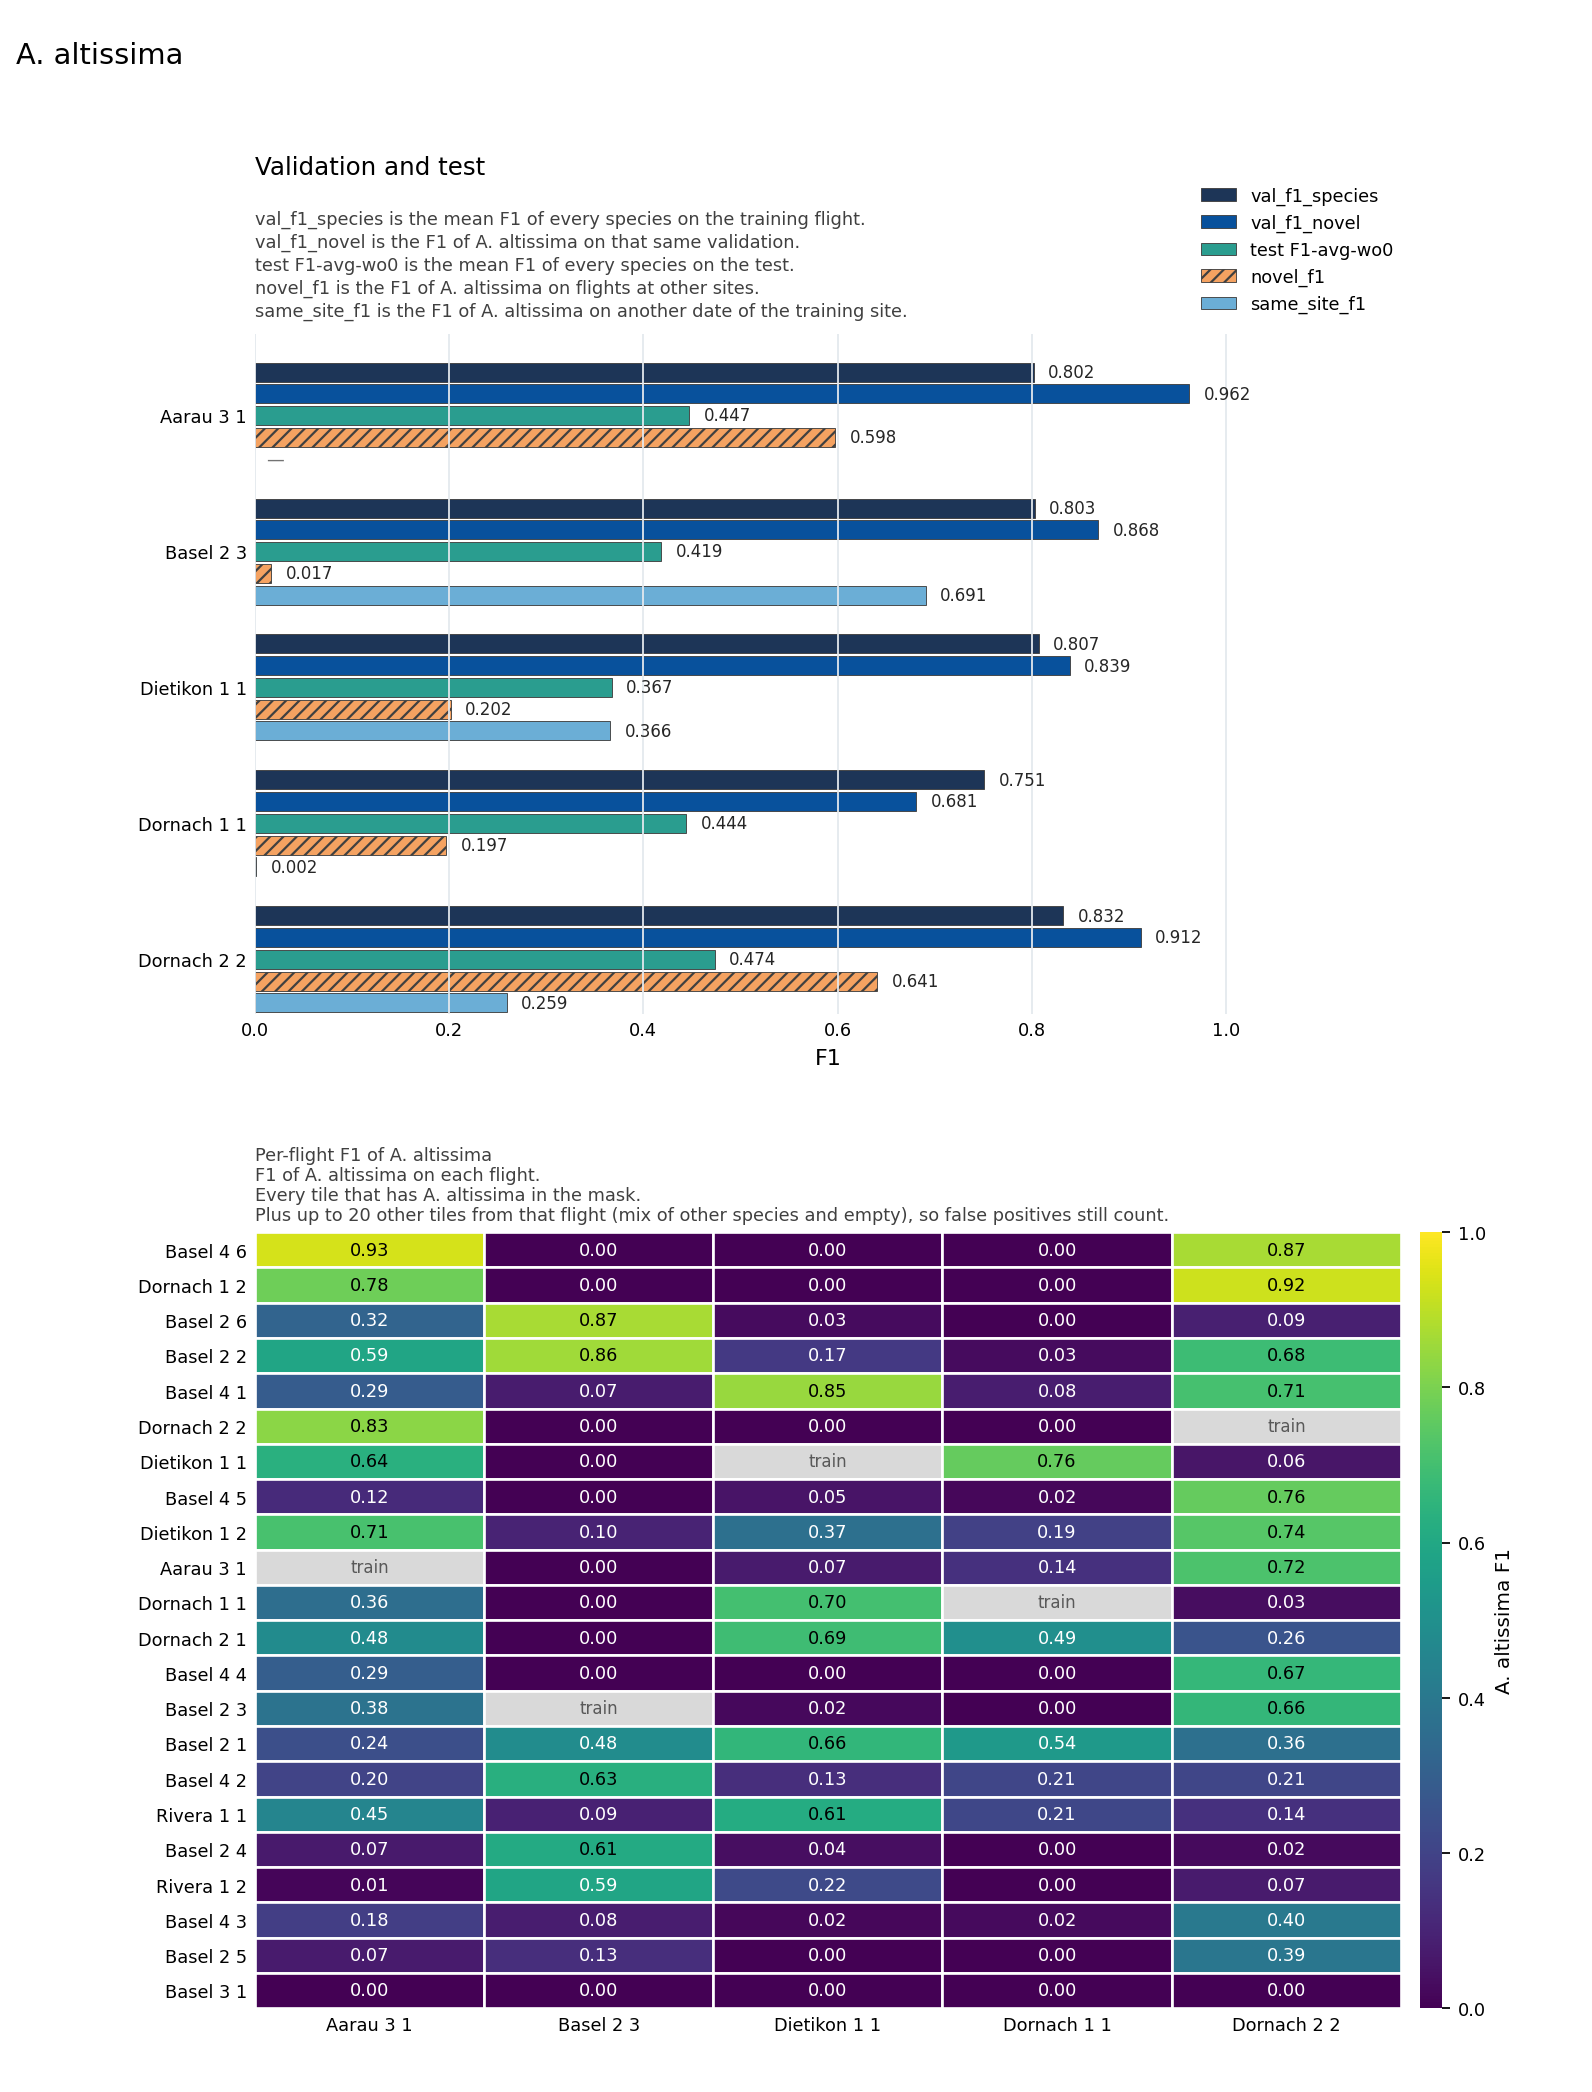 A. altissima
Validation and test
val_f1_species is the mean F1 of every species on the training flight.
val_f1_novel is the F1 of A. altissima on that same validation.
test F1-avg-wo0 is the mean F1 of every species on the test.
novel_f1 is the F1 of A. altissima on flights at other sites.
same_site_f1 is the F1 of A. altissima on another date of the training site.
val_f1_species
val_f1_novel
test F1-avg-wo0
novel_f1
same_site_f1
Aarau 3 1
0.802
0.962
0.447
0.598
—
Basel 2 3
0.803
0.868
0.419
0.017
0.691
Dietikon 1 1
0.807
0.839
0.367
0.202
0.366
Dornach 1 1
0.751
0.681
0.444
0.197
0.002
Dornach 2 2
0.832
0.912
0.474
0.641
0.259
0.0 0.2 0.4 0.6 0.8 1.0
F1
Per-flight F1 of A. altissima
F1 of A. altissima on each flight.
Every tile that has A. altissima in the mask.
Plus up to 20 other tiles from that flight (mix of other species and empty), so false positives still count.
Basel 4 6 0.93 0.00 0.00 0.00 0.87
Dornach 1 2 0.78 0.00 0.00 0.00 0.92
Basel 2 6 0.32 0.87 0.03 0.00 0.09
Basel 2 2 0.59 0.86 0.17 0.03 0.68
Basel 4 1 0.29 0.07 0.85 0.08 0.71
Dornach 2 2 0.83 0.00 0.00 0.00 train
Dietikon 1 1 0.64 0.00 train 0.76 0.06
Basel 4 5 0.12 0.00 0.05 0.02 0.76
Dietikon 1 2 0.71 0.10 0.37 0.19 0.74
Aarau 3 1 train 0.00 0.07 0.14 0.72
Dornach 1 1 0.36 0.00 0.70 train 0.03
Dornach 2 1 0.48 0.00 0.69 0.49 0.26
Basel 4 4 0.29 0.00 0.00 0.00 0.67
Basel 2 3 0.38 train 0.02 0.00 0.66
Basel 2 1 0.24 0.48 0.66 0.54 0.36
Basel 4 2 0.20 0.63 0.13 0.21 0.21
Rivera 1 1 0.45 0.09 0.61 0.21 0.14
Basel 2 4 0.07 0.61 0.04 0.00 0.02
Rivera 1 2 0.01 0.59 0.22 0.00 0.07
Basel 4 3 0.18 0.08 0.02 0.02 0.40
Basel 2 5 0.07 0.13 0.00 0.00 0.39
Basel 3 1 0.00 0.00 0.00 0.00 0.00
Aarau 3 1 Basel 2 3 Dietikon 1 1 Dornach 1 1 Dornach 2 2
1.0
0.8
0.6
0.4
0.2
0.0
A. altissima F1